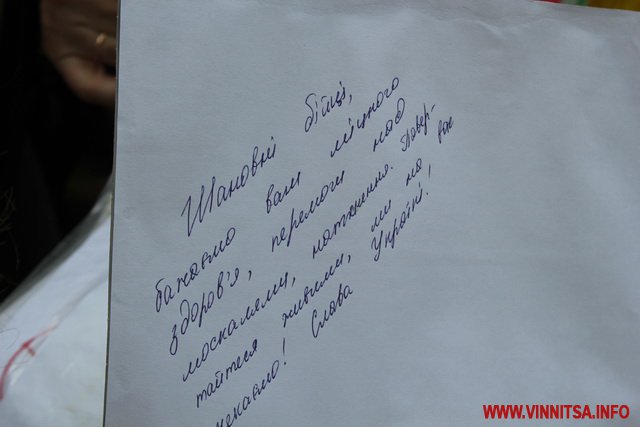 Шановні бійці,
бажаємо вам міцного
здоров'я, перемоги над
москалями, натхнення. Повер-
тайтеся живими, ми на вас
чекаємо! Слава Україні!
WWW.VINNITSA.INFO